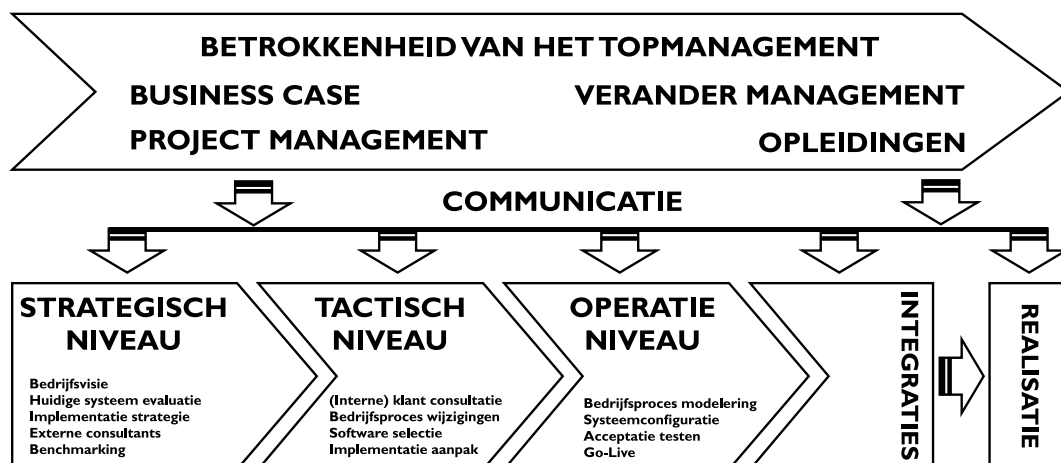 BETROKKENHEID VAN HET TOPMANAGEMENT
BUSINESS CASE
VERANDER MANAGEMENT
PROJECT MANAGEMENT
OPLEIDINGEN
COMMUNICATIE
STRATEGISCH
NIVEAU
Bedrijfsvisie
Huidige systeem evaluatie
Implementatie strategie
Externe consultants
Benchmarking
TACTISCH
NIVEAU
(Interne) klant consultatie
Bedrijfsproces wijzigingen
Software selectie
Implementatie aanpak
OPERATIE
NIVEAU
Bedrijfsproces modelering
Systeemconfiguratie
Acceptatie testen
Go-Live
INTEGRATIES
REALISATIE